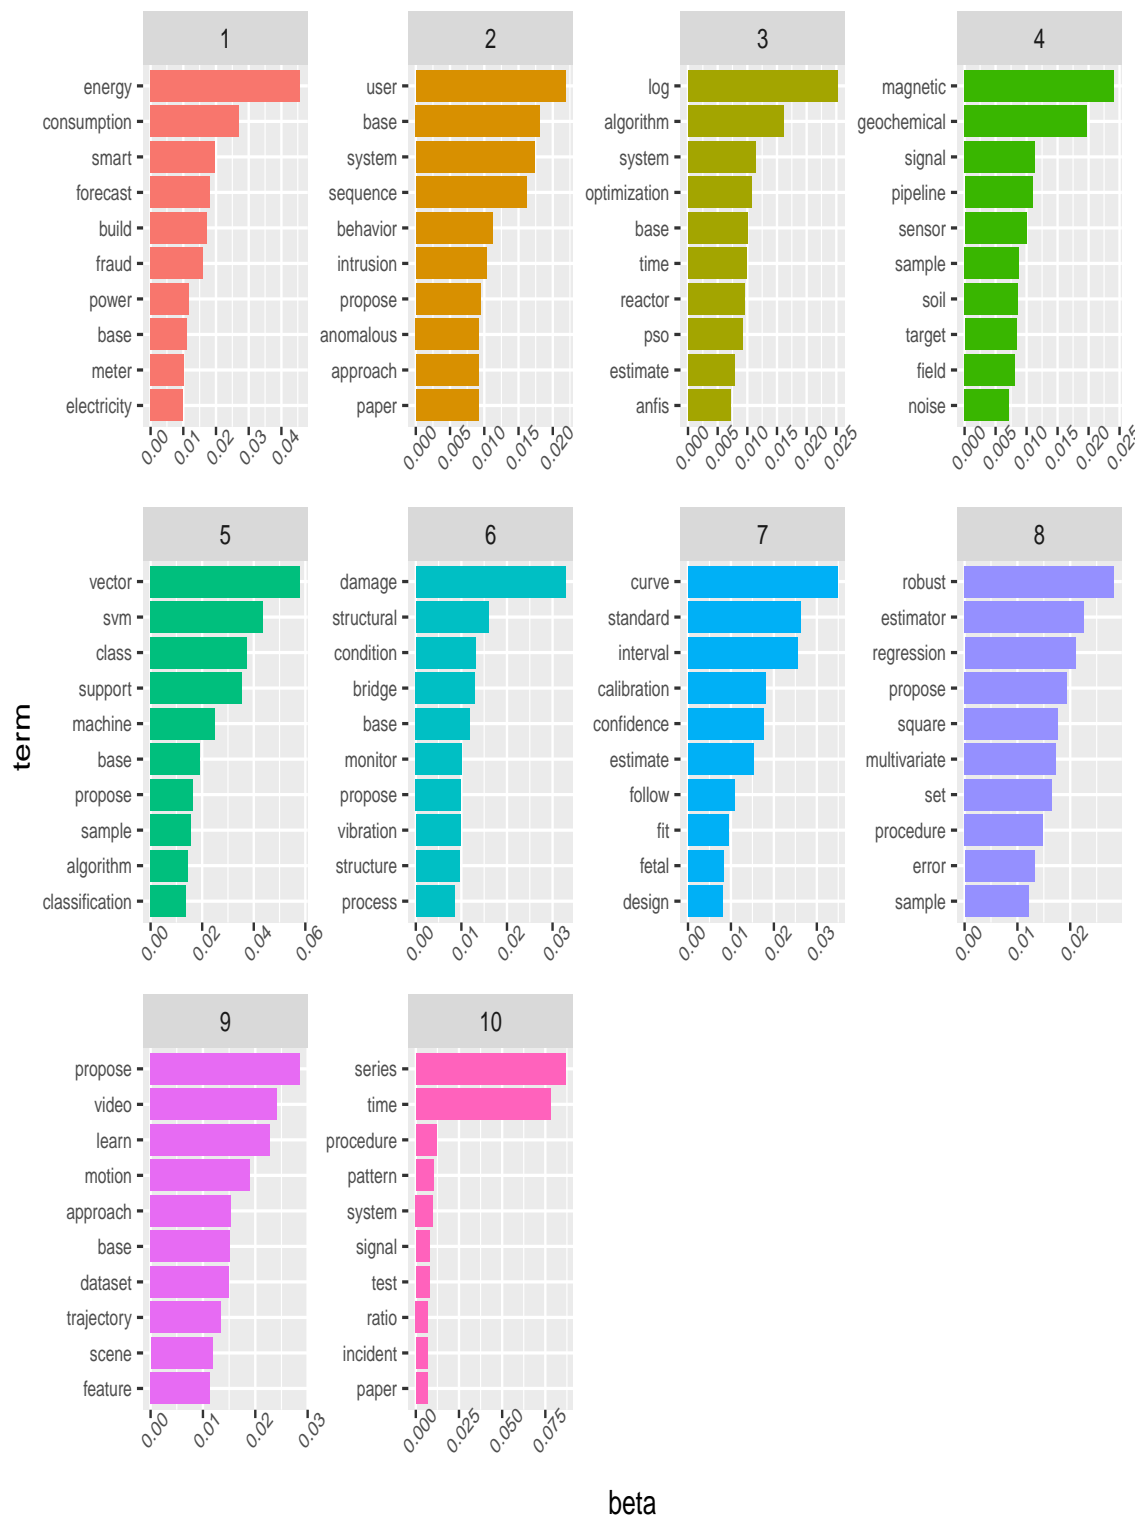 1
energy
consumption
smart
forecast
build
fraud
power
base
meter
electricity
0.00 0.01 0.02 0.03 0.04
2
user
base
system
sequence
behavior
intrusion
propose
anomalous
approach
paper
0.000 0.005 0.010 0.015 0.020
3
log
algorithm
system
optimization
base
time
reactor
pso
estimate
anfis
0.000 0.005 0.010 0.015 0.020 0.025
4
magnetic
geochemical
signal
pipeline
sensor
sample
soil
target
field
noise
0.000 0.005 0.010 0.015 0.020 0.025
5
vector
svm
class
support
machine
base
propose
sample
algorithm
classification
0.00 0.02 0.04 0.06
6
damage
structural
condition
bridge
base
monitor
propose
vibration
structure
process
0.00 0.01 0.02 0.03
7
curve
standard
interval
calibration
confidence
estimate
follow
fit
fetal
design
0.00 0.01 0.02 0.03
8
robust
estimator
regression
propose
square
multivariate
set
procedure
error
sample
0.00 0.01 0.02
9
propose
video
learn
motion
approach
base
dataset
trajectory
scene
feature
0.00 0.01 0.02 0.03
10
series
time
procedure
pattern
system
signal
test
ratio
incident
paper
0.000 0.025 0.050 0.075
term
beta